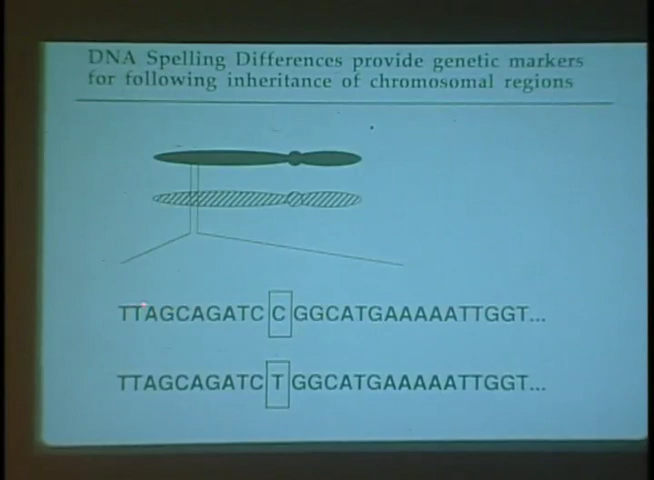 DNA Spelling Differences provide genetic markers
for following inheritance of chromosomal regions
TTAGCAGATC C GGCATGAAAAATTGGT...
TTAGCAGATC T GGCATGAAAAATTGGT...